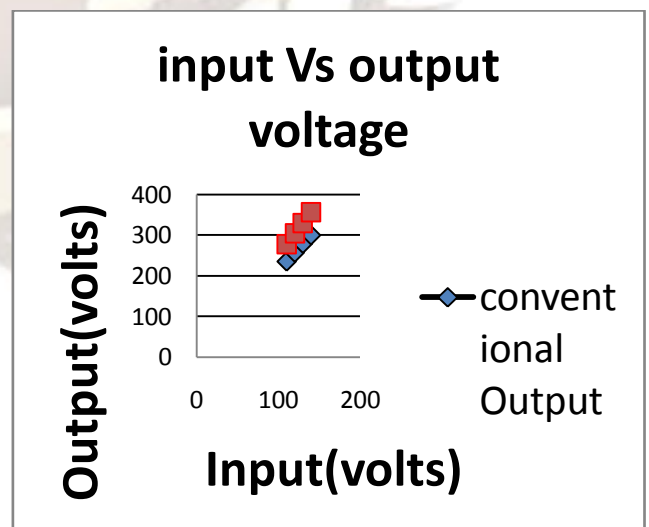 input Vs output
voltage
Output(volts)
400
300
200
100
0
0 100 200
Input(volts)
convent
ional
Output